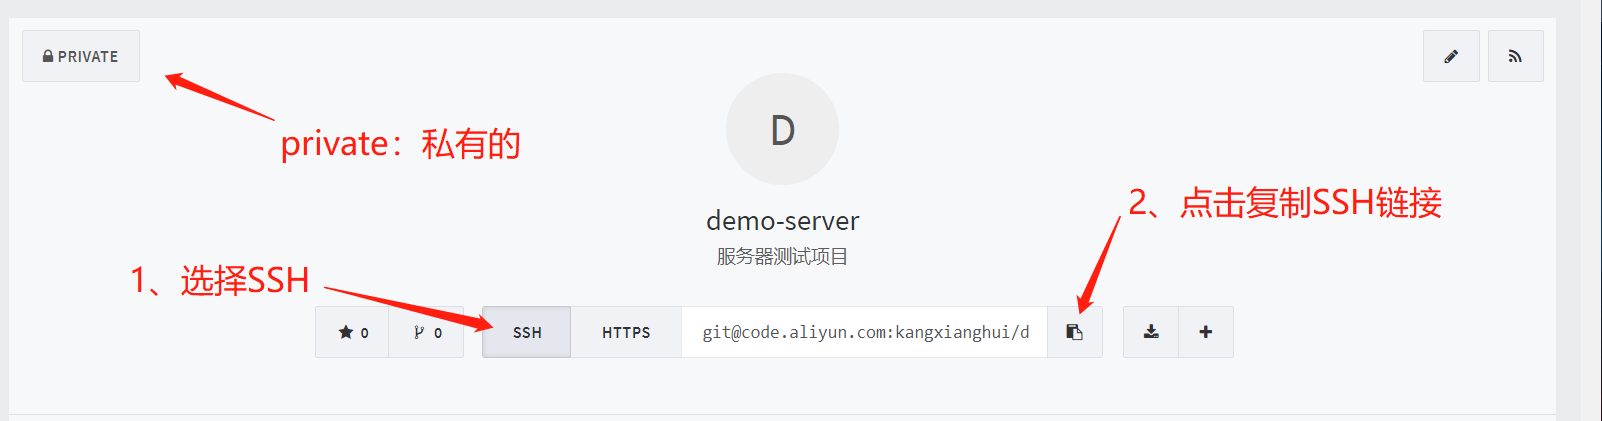 PRIVATE
private：私有的
D
2、点击复制SSH链接
demo-server
服务器测试项目
1、选择SSH
0 0 SSH HTTPS git@code.aliyun.com:kangxianghui/d